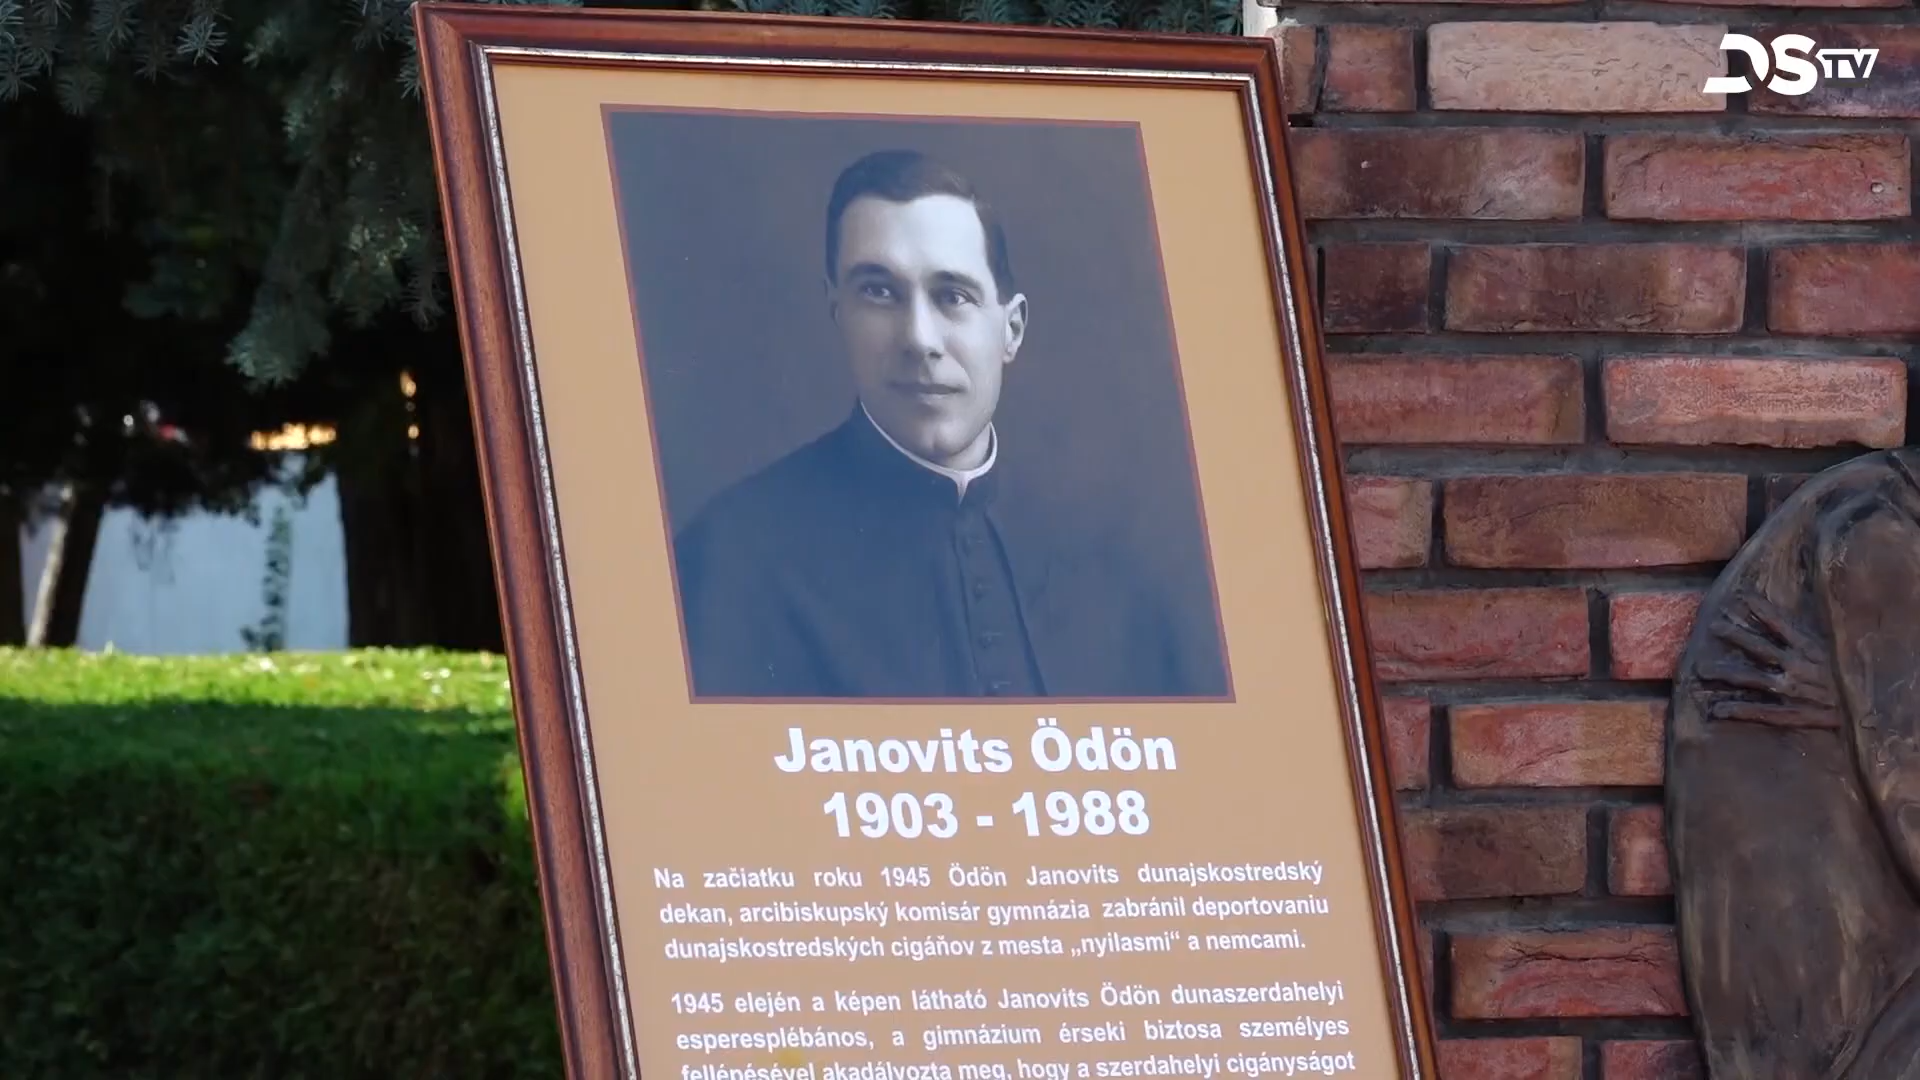 DSTV
Janovits Ödön
1903 - 1988
Na začiatku roku 1945 Ödön Janovits dunajskostredský
dekan, arcibiskupský komisár gymnázia zabránil deportovaniu
dunajskostredských cigáňov z mesta „nyilasmi“ a nemcami.
1945 elején a képen látható Janovits Ödön dunaszerdahelyi
esperesplébános, a gimnázium érseki biztosa személyes
fellépésével akadályozta meg, hogy a szerdahelyi cigányságot